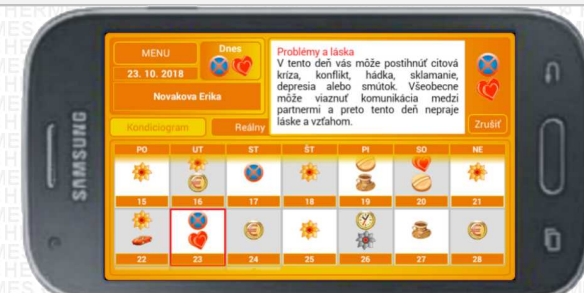 MENU
Dnes
23. 10. 2018
Novakova Erika
Kondiciogram
Reálny
Problémy a láska
V tento deň vás môže postihnúť citová
kríza, konflikt, hádka, sklamanie,
depresia alebo smútok. Všeobecne
môže viaznuť komunikácia medzi
partnermi a preto tento deň nepraje
láske a vzťahom.
Zrušiť
PO UT ST ŠT PI SO NE
15 16 17 18 19 20 21
22 23 24 25 26 27 28
SAMSUNG